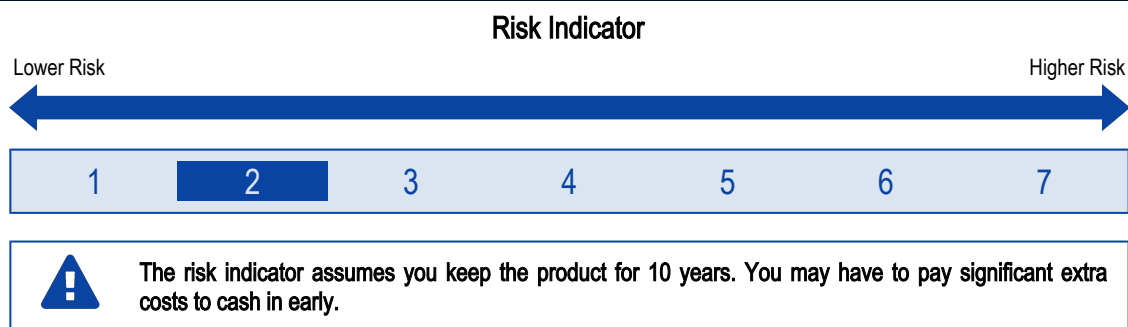 Risk Indicator
Lower Risk Higher Risk
1 2 3 4 5 6 7
The risk indicator assumes you keep the product for 10 years. You may have to pay significant extra
costs to cash in early.